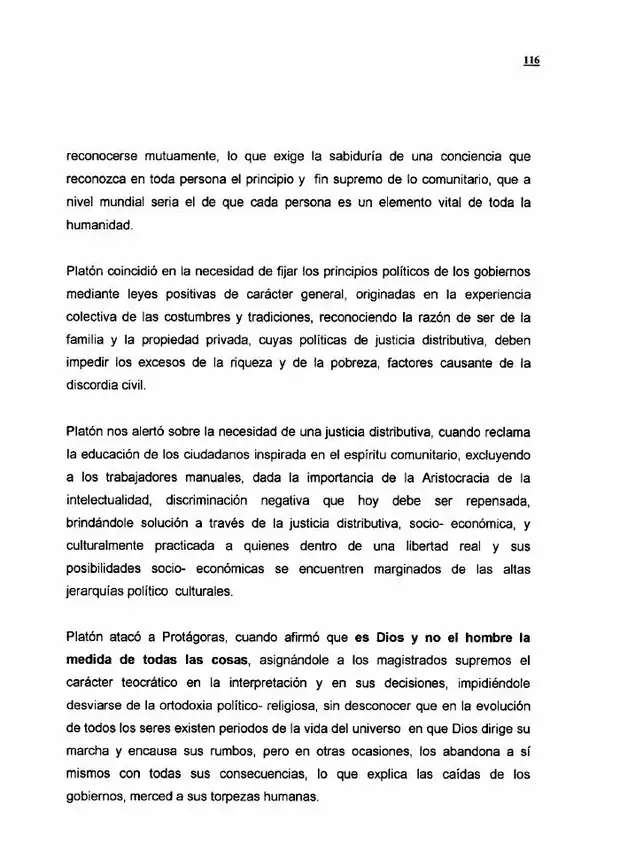 116
reconocerse mutuamente, lo que exige la sabiduría de una conciencia que
reconozca en toda persona el principio y fin supremo de lo comunitario, que a
nivel mundial seria el de que cada persona es un elemento vital de toda la
humanidad.
Platón coincidió en la necesidad de fijar los principios políticos de los gobiernos
mediante leyes positivas de carácter general, originadas en la experiencia
colectiva de las costumbres y tradiciones, reconociendo la razón de ser de la
familia y la propiedad privada, cuyas políticas de justicia distributiva, deben
impedir los excesos de la riqueza y de la pobreza, factores causante de la
discordia civil.
Platón nos alertó sobre la necesidad de una justicia distributiva, cuando reclama
la educación de los ciudadanos inspirada en el espíritu comunitario, excluyendo
a los trabajadores manuales, dada la importancia de la Aristocracia de la
intelectualidad, discriminación negativa que hoy debe ser repensada,
brindándole solución a través de la justicia distributiva, socio- económica, y
culturalmente practicada a quienes dentro de una libertad real y sus
posibilidades socio- económicas se encuentren marginados de las altas
jerarquías político culturales.
Platón atacó a Protágoras, cuando afirmó que es Dios y no el hombre la
medida de todas las cosas, asignándole a los magistrados supremos el
carácter teocrático en la interpretación y en sus decisiones, impidiéndole
desviarse de la ortodoxia político- religiosa, sin desconocer que en la evolución
de todos los seres existen periodos de la vida del universo en que Dios dirige su
marcha y encausa sus rumbos, pero en otras ocasiones, los abandona a sí
mismos con todas sus consecuencias, lo que explica las caídas de los
gobiernos, merced a sus torpezas humanas.